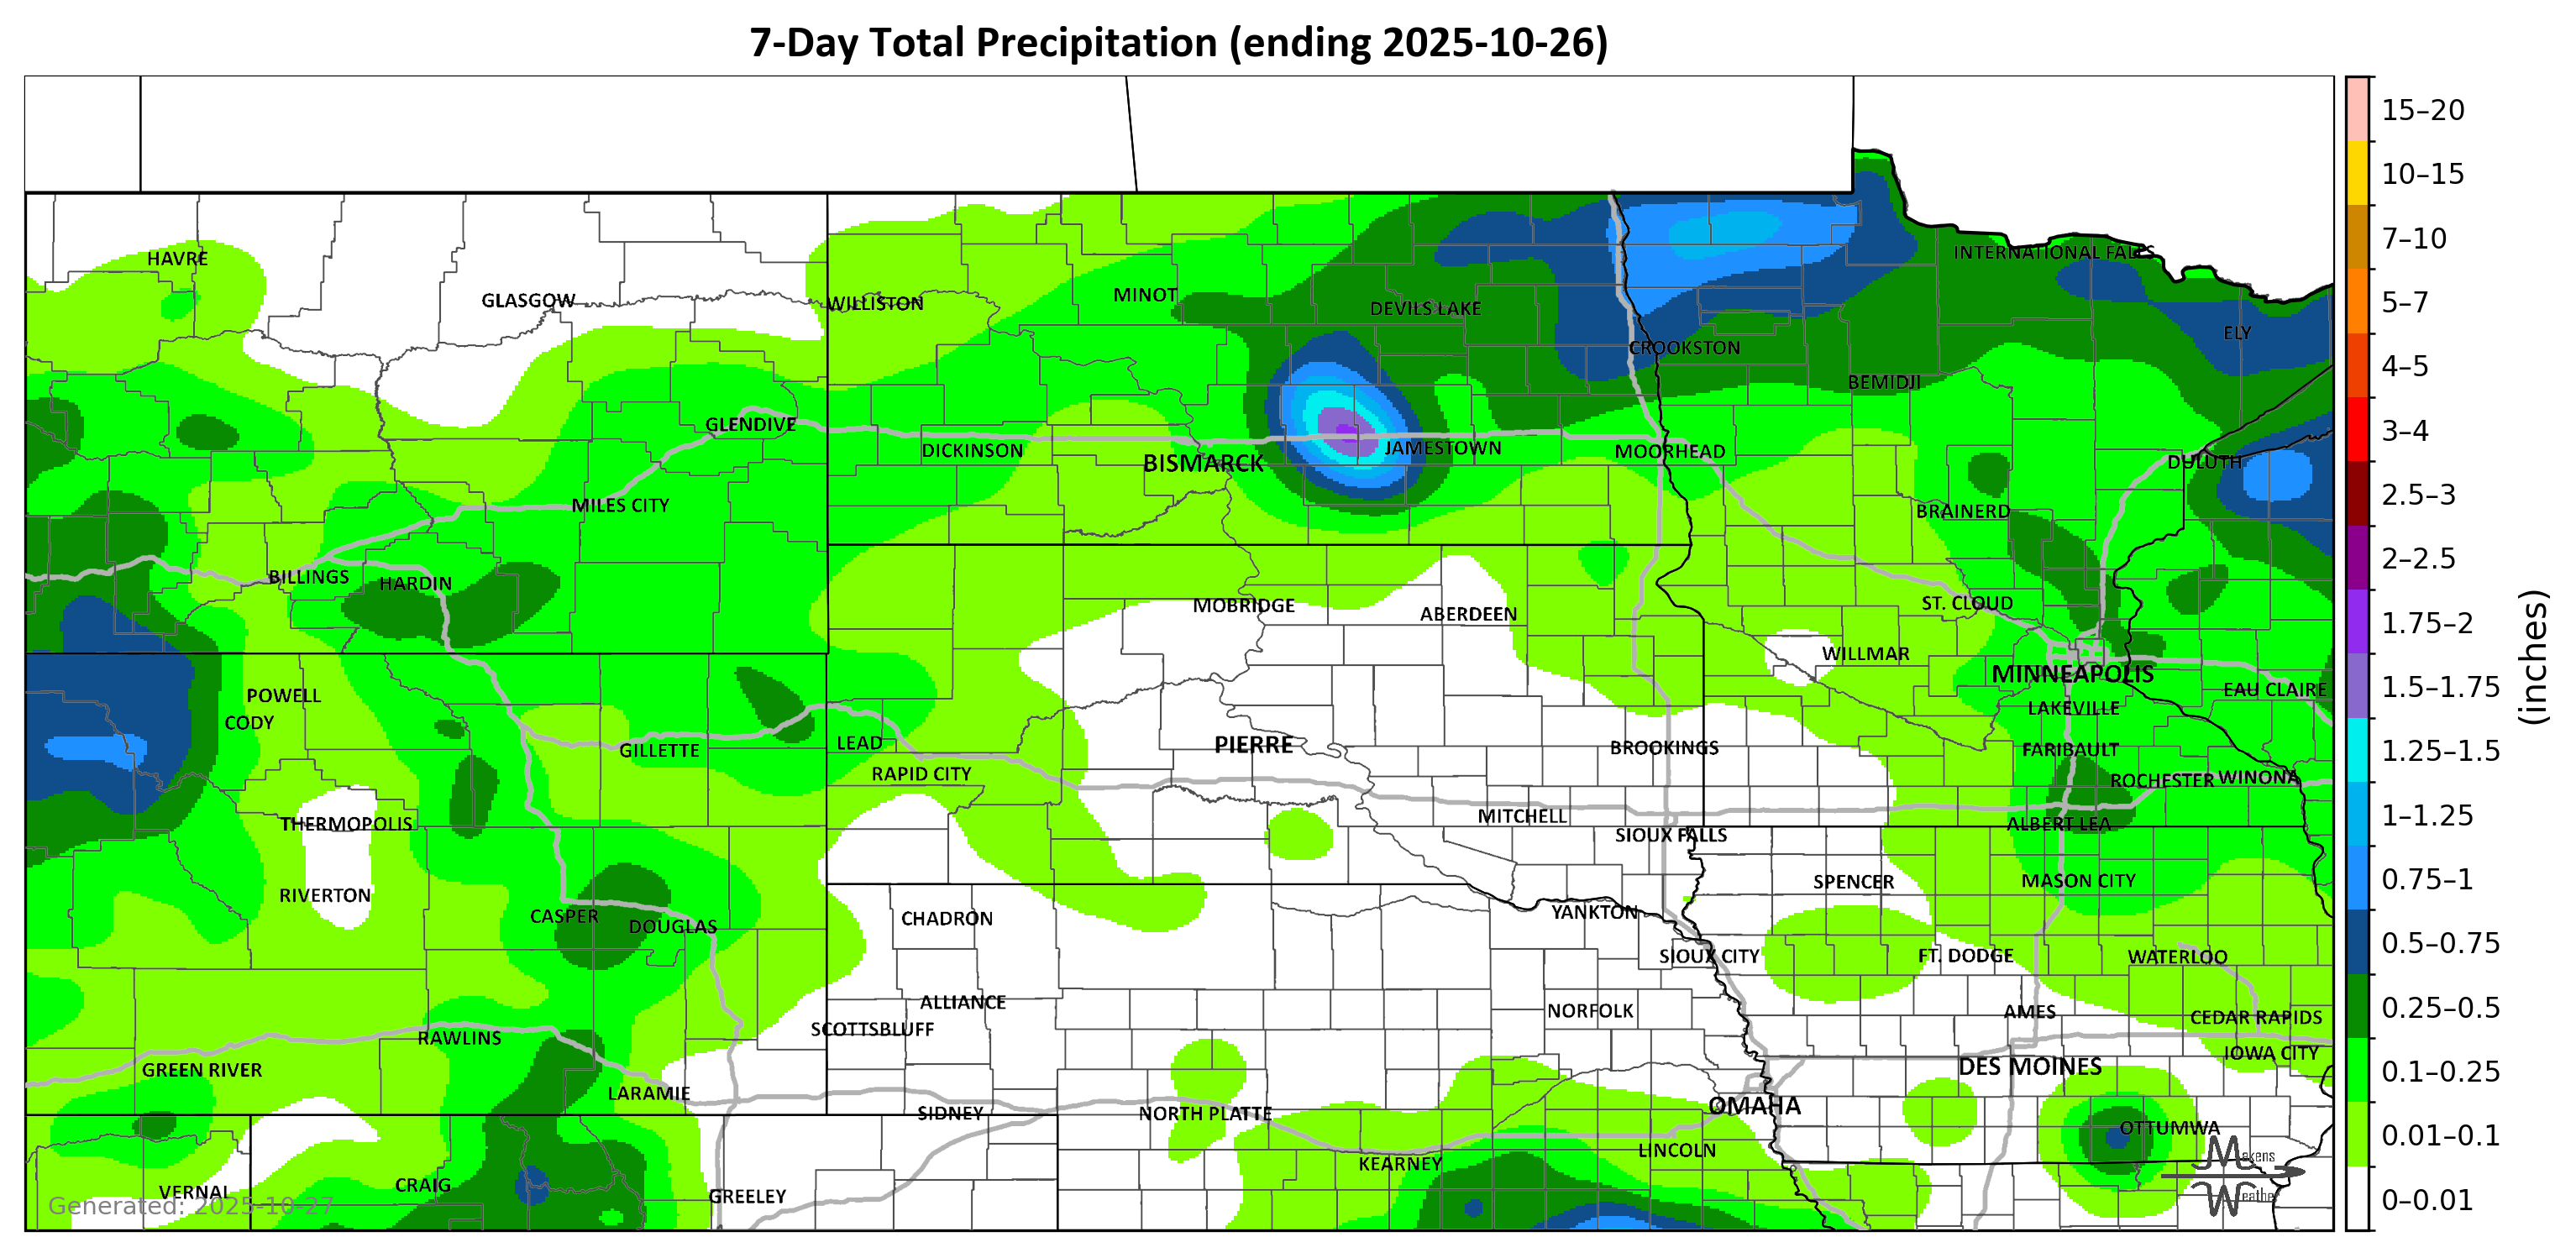 7-Day Total Precipitation (ending 2025-10-26)
15–20
10–15
7–10
5–7
4–5
3–4
2.5–3
2–2.5
1.75–2
1.5–1.75
1.25–1.5
1–1.25
0.75–1
0.5–0.75
0.25–0.5
0.1–0.25
0.01–0.1
0–0.01
(inches)
HAVRE
INTERNATIONAL FALLS
GLASGOW
WILLISTON
MINOT
DEVILS LAKE
ELY
CROOKSTON
BEMIDJI
GLENDIVE
DICKINSON
BISMARCK
JAMESTOWN
MOORHEAD
DULUTH
MILES CITY
BRAINERD
BILLINGS
HARDIN
MOBRIDGE
ABERDEEN
ST. CLOUD
WILLMAR
MINNEAPOLIS
POWELL
EAU CLAIRE
CODY
LAKEVILLE
GILLETTE
LEAD
PIERRE
BROOKINGS
FARIBAULT
RAPID CITY
ROCHESTER
WINONA
THERMOPOLIS
MITCHELL
ALBERT LEA
SIOUX FALLS
RIVERTON
SPENCER
MASON CITY
CASPER
DOUGLAS
CHADRON
YANKTON
SIOUX CITY
FT. DODGE
WATERLOO
ALLIANCE
NORFOLK
AMES
CEDAR RAPIDS
SCOTTSBLUFF
RAWLINS
IOWA CITY
GREEN RIVER
DES MOINES
LARAMIE
SIDNEY
NORTH PLATTE
OMAHA
OTTUMWA
LINCOLN
KEARNEY
VERNAL
CRAIG
GREELEY
Generated: 2025-10-27
Makens
Weather